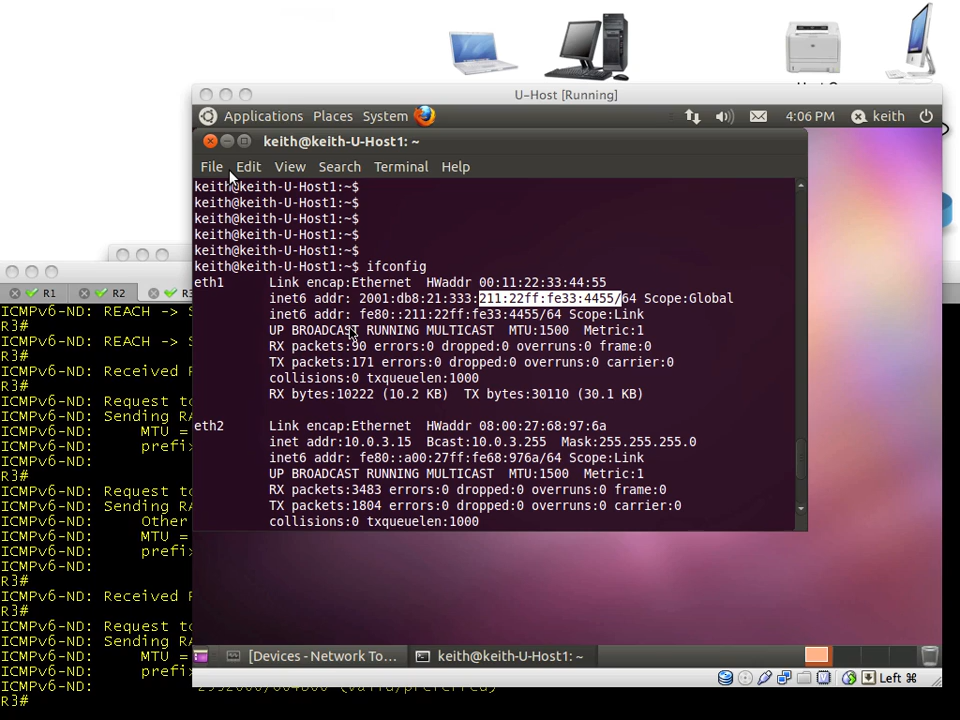 U-Host [Running]
Applications Places System 4:06 PM keith
keith@keith-U-Host1: ~
File Edit View Search Terminal Help
keith@keith-U-Host1:~$
keith@keith-U-Host1:~$
keith@keith-U-Host1:~$
keith@keith-U-Host1:~$
keith@keith-U-Host1:~$
keith@keith-U-Host1:~$ ifconfig
eth1 Link encap:Ethernet HWaddr 00:11:22:33:44:55
inet6 addr: 2001:db8:21:333:211:22ff:fe33:4455/64 Scope:Global
inet6 addr: fe80::211:22ff:fe33:4455/64 Scope:Link
UP BROADCAST RUNNING MULTICAST MTU:1500 Metric:1
RX packets:90 errors:0 dropped:0 overruns:0 frame:0
TX packets:171 errors:0 dropped:0 overruns:0 carrier:0
collisions:0 txqueuelen:1000
RX bytes:10222 (10.2 KB) TX bytes:30110 (30.1 KB)
eth2 Link encap:Ethernet HWaddr 08:00:27:68:97:6a
inet addr:10.0.3.15 Bcast:10.0.3.255 Mask:255.255.255.0
inet6 addr: fe80::a00:27ff:fe68:976a/64 Scope:Link
UP BROADCAST RUNNING MULTICAST MTU:1500 Metric:1
RX packets:3483 errors:0 dropped:0 overruns:0 frame:0
TX packets:1804 errors:0 dropped:0 overruns:0 carrier:0
collisions:0 txqueuelen:1000
[Devices - Network To... keith@keith-U-Host1: ~
Left ⌘
R1 R2 R3
ICMPv6-ND: REACH -> S
R3#
ICMPv6-ND: REACH -> S
R3#
ICMPv6-ND: Received R
R3#
ICMPv6-ND: Request to
ICMPv6-ND: Sending RA
ICMPv6-ND: MTU =
ICMPv6-ND: prefix
ICMPv6-ND:
R3#
ICMPv6-ND: Request to
ICMPv6-ND: Sending RA
ICMPv6-ND: Other
ICMPv6-ND: MTU =
ICMPv6-ND: prefix
ICMPv6-ND:
R3#
ICMPv6-ND: Received R
R3#
ICMPv6-ND: Request to
ICMPv6-ND: Sending RA
ICMPv6-ND: MTU =
ICMPv6-ND: prefix
ICMPv6-ND: (valid/preferred)
R3#